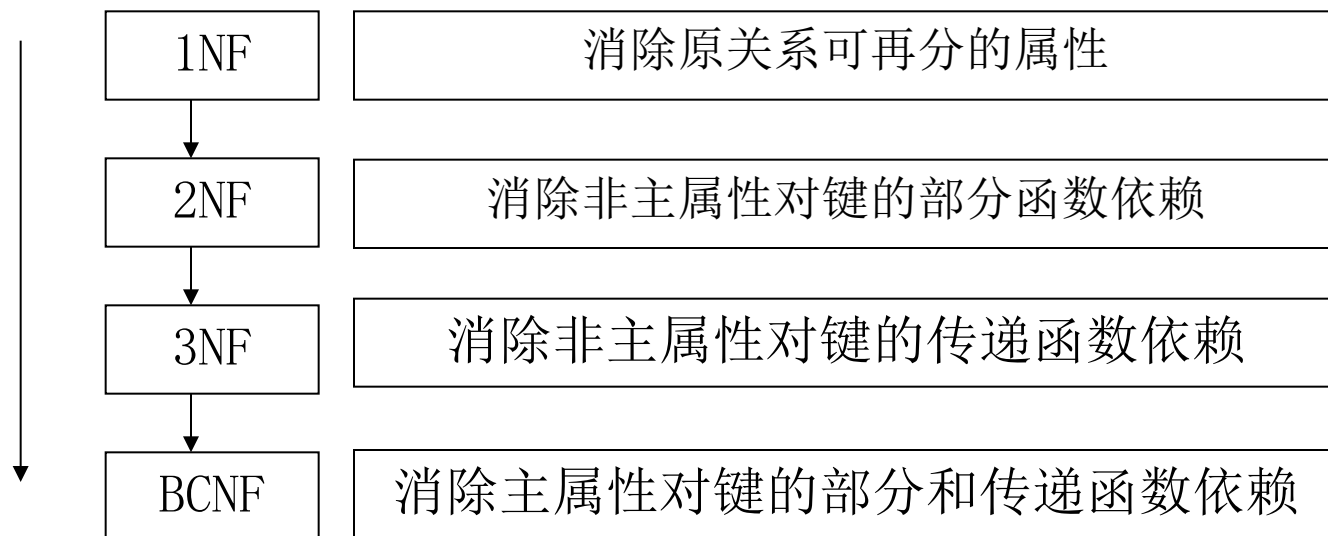 1NF
消除原关系可再分的属性
2NF
消除非主属性对键的部分函数依赖
3NF
消除非主属性对键的传递函数依赖
BCNF
消除主属性对键的部分和传递函数依赖